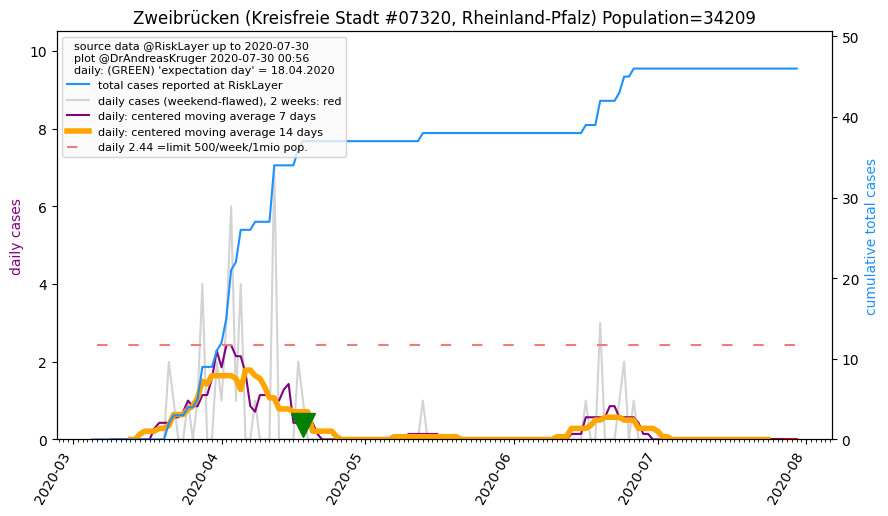 Zweibrücken (Kreisfreie Stadt #07320, Rheinland-Pfalz) Population=34209
source data @RiskLayer up to 2020-07-30
plot @DrAndreasKruger 2020-07-30 00:56
daily: (GREEN) 'expectation day' = 18.04.2020
total cases reported at RiskLayer
daily cases (weekend-flawed), 2 weeks: red
daily: centered moving average 7 days
daily: centered moving average 14 days
daily 2.44 =limit 500/week/1mio pop.
daily cases
10
8
6
4
2
0
cumulative total cases
50
40
30
20
10
0
2020-03
2020-04
2020-05
2020-06
2020-07
2020-08